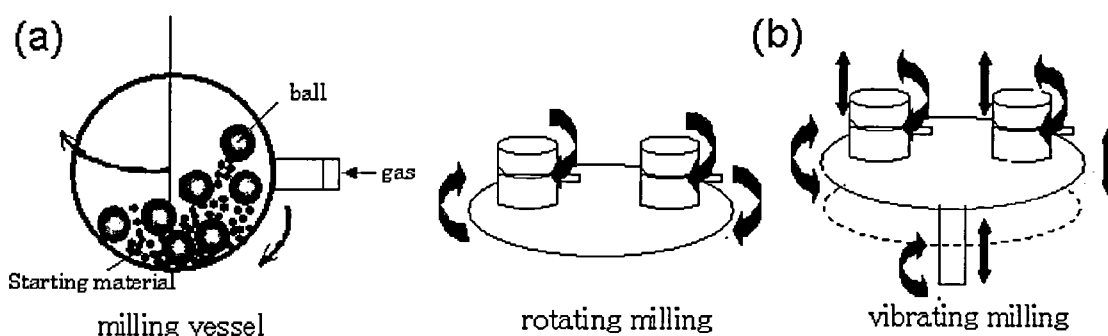 (a)
ball
gas
Starting material
milling vessel
rotating milling
(b)
vibrating milling